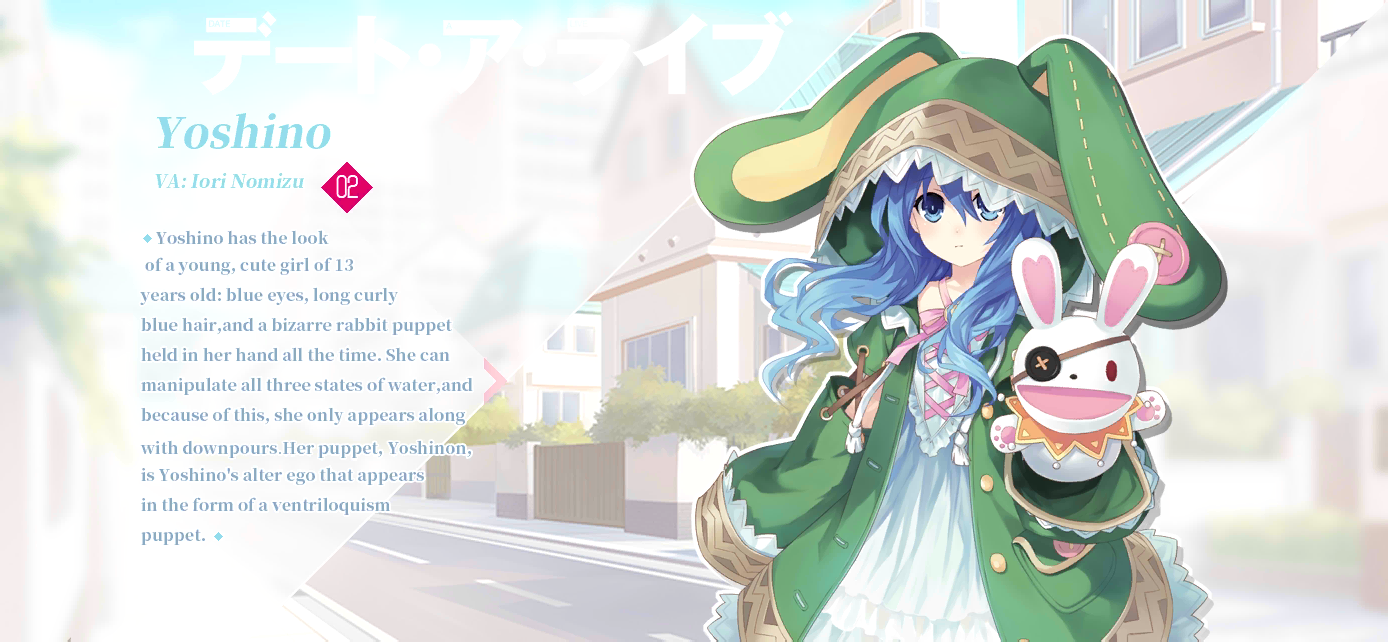 デート・ア・ライブ
Yoshino
VA: Iori Nomizu
02
Yoshino has the look
of a young, cute girl of 13
years old: blue eyes, long curly
blue hair,and a bizarre rabbit puppet
held in her hand all the time. She can
manipulate all three states of water,and
because of this, she only appears along
with downpours.Her puppet, Yoshinon,
is Yoshino's alter ego that appears
in the form of a ventriloquism
puppet.